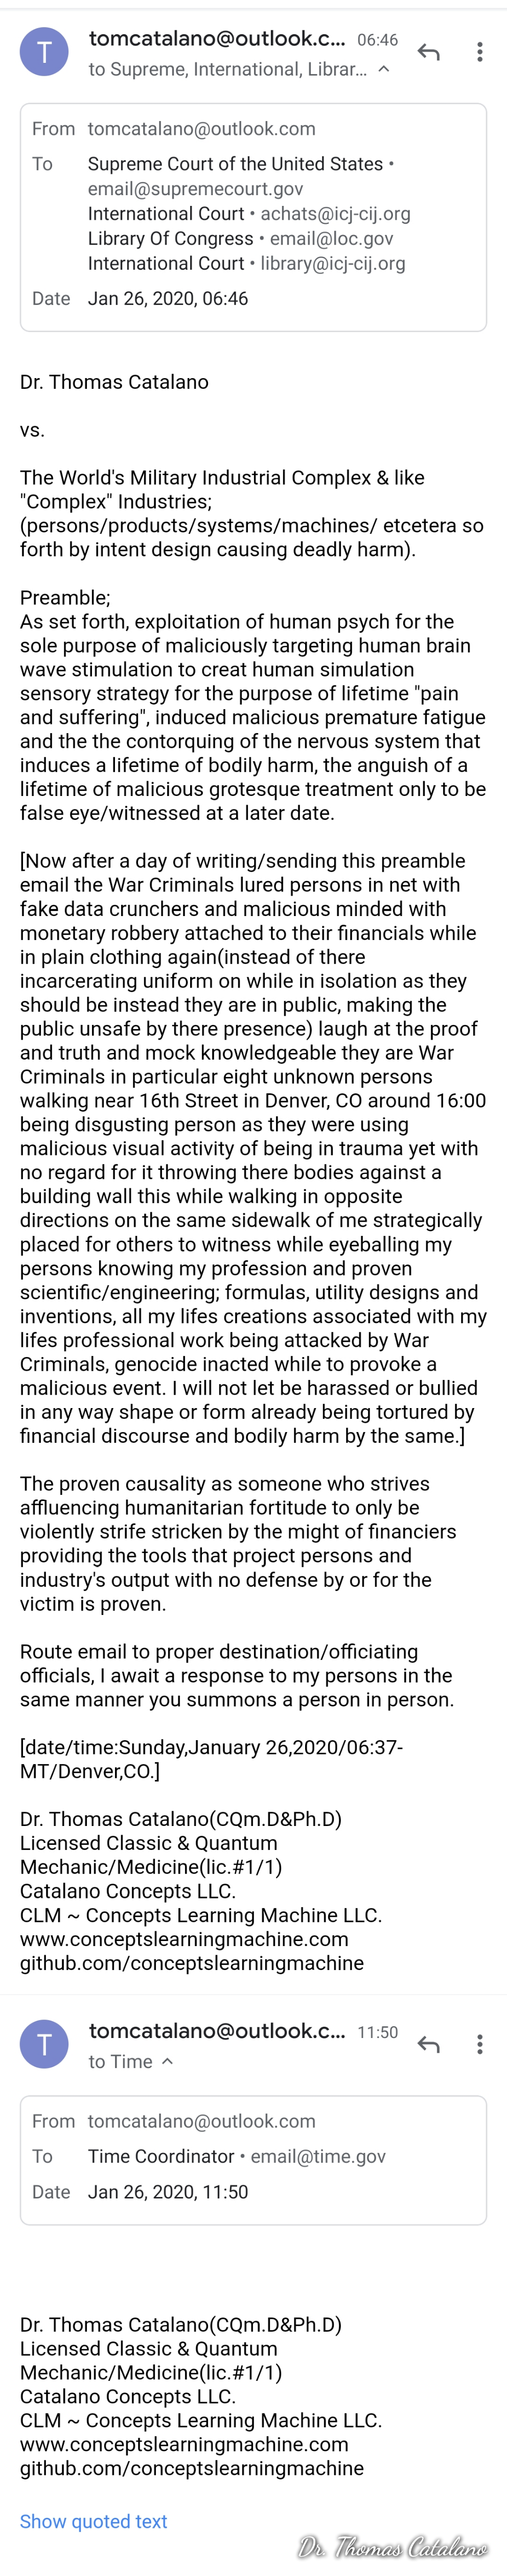 T
tomcatalano@outlook.c... 06:46
to Supreme, International, Librar...
From tomcatalano@outlook.com
To Supreme Court of the United States •
email@supremecourt.gov
International Court • achats@icj-cij.org
Library Of Congress • email@loc.gov
International Court • library@icj-cij.org
Date Jan 26, 2020, 06:46
Dr. Thomas Catalano
vs.
The World's Military Industrial Complex & like
"Complex" Industries;
(persons/products/systems/machines/ etcetera so
forth by intent design causing deadly harm).
Preamble;
As set forth, exploitation of human psych for the
sole purpose of maliciously targeting human brain
wave stimulation to creat human simulation
sensory strategy for the purpose of lifetime "pain
and suffering", induced malicious premature fatigue
and the the contorquing of the nervous system that
induces a lifetime of bodily harm, the anguish of a
lifetime of malicious grotesque treatment only to be
false eye/witnessed at a later date.
[Now after a day of writing/sending this preamble
email the War Criminals lured persons in net with
fake data crunchers and malicious minded with
monetary robbery attached to their financials while
in plain clothing again(instead of there
incarcerating uniform on while in isolation as they
should be instead they are in public, making the
public unsafe by there presence) laugh at the proof
and truth and mock knowledgeable they are War
Criminals in particular eight unknown persons
walking near 16th Street in Denver, CO around 16:00
being disgusting person as they were using
malicious visual activity of being in trauma yet with
no regard for it throwing there bodies against a
building wall this while walking in opposite
directions on the same sidewalk of me strategically
placed for others to witness while eyeballing my
persons knowing my profession and proven
scientific/engineering; formulas, utility designs and
inventions, all my lifes creations associated with my
lifes professional work being attacked by War
Criminals, genocide inacted while to provoke a
malicious event. I will not let be harassed or bullied
in any way shape or form already being tortured by
financial discourse and bodily harm by the same.]
The proven causality as someone who strives
affluencing humanitarian fortitude to only be
violently strife stricken by the might of financiers
providing the tools that project persons and
industry's output with no defense by or for the
victim is proven.
Route email to proper destination/officiating
officials, I await a response to my persons in the
same manner you summons a person in person.
[date/time:Sunday,January 26,2020/06:37-
MT/Denver,CO.]
Dr. Thomas Catalano(CQm.D&Ph.D)
Licensed Classic & Quantum
Mechanic/Medicine(lic.#1/1)
Catalano Concepts LLC.
CLM ~ Concepts Learning Machine LLC.
www.conceptslearningmachine.com
github.com/conceptslearningmachine
T
tomcatalano@outlook.c... 11:50
to Time
From tomcatalano@outlook.com
To Time Coordinator • email@time.gov
Date Jan 26, 2020, 11:50
Dr. Thomas Catalano(CQm.D&Ph.D)
Licensed Classic & Quantum
Mechanic/Medicine(lic.#1/1)
Catalano Concepts LLC.
CLM ~ Concepts Learning Machine LLC.
www.conceptslearningmachine.com
github.com/conceptslearningmachine
Show quoted text
Dr. Thomas Catalano